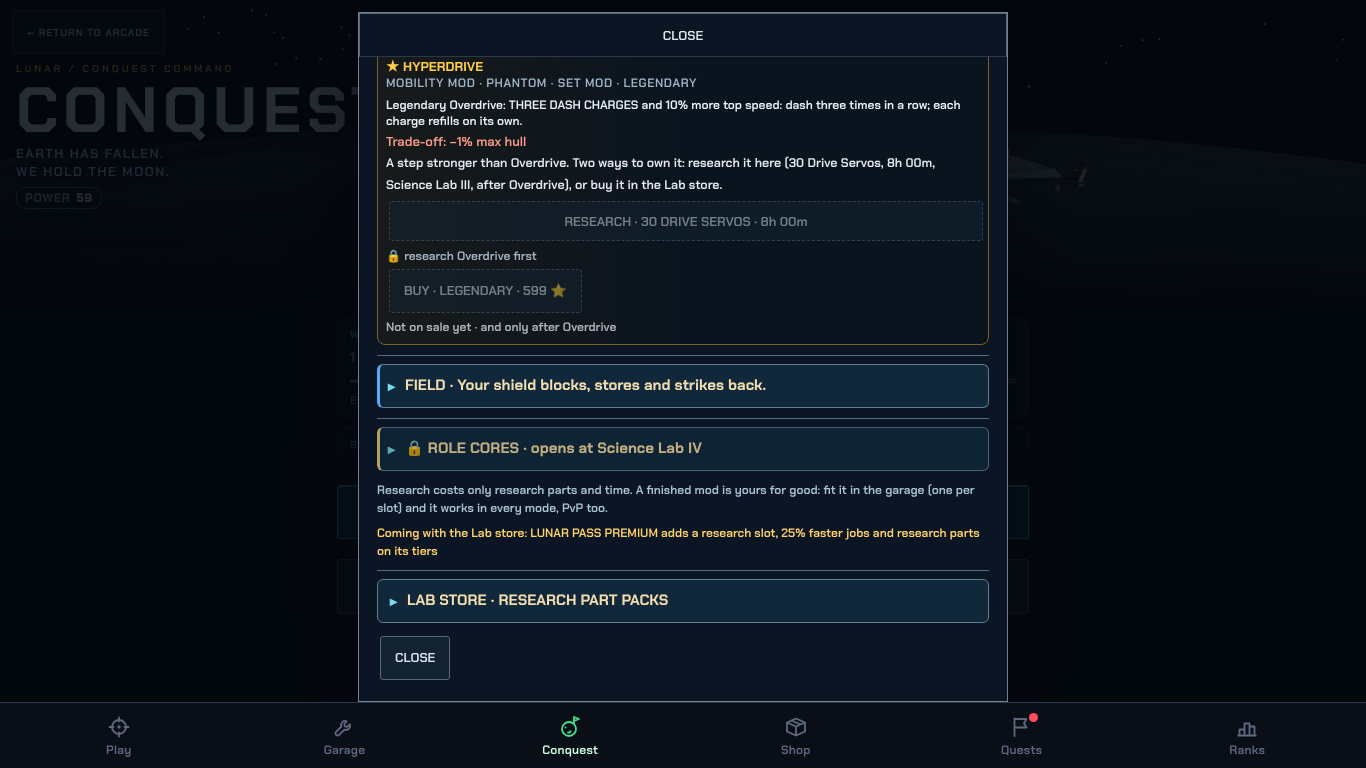 CLOSE
← RETURN TO ARCADE
LUNAR / CONQUEST COMMAND
CONQUEST
EARTH HAS FALLEN.
WE HOLD THE MOON.
POWER 59
★ HYPERDRIVE
MOBILITY MOD · PHANTOM · SET MOD · LEGENDARY
Legendary Overdrive: THREE DASH CHARGES and 10% more top speed: dash three times in a row; each
charge refills on its own.
Trade-off: −1% max hull
A step stronger than Overdrive. Two ways to own it: research it here (30 Drive Servos, 8h 00m,
Science Lab III, after Overdrive), or buy it in the Lab store.
RESEARCH · 30 DRIVE SERVOS · 8h 00m
🔒 research Overdrive first
BUY · LEGENDARY · 599 ⭐
Not on sale yet · and only after Overdrive
▸ FIELD · Your shield blocks, stores and strikes back.
▸ 🔒 ROLE CORES · opens at Science Lab IV
Research costs only research parts and time. A finished mod is yours for good: fit it in the garage (one per
slot) and it works in every mode, PvP too.
Coming with the Lab store: LUNAR PASS PREMIUM adds a research slot, 25% faster jobs and research parts
on its tiers
▸ LAB STORE · RESEARCH PART PACKS
CLOSE
Play
Garage
Conquest
Shop
Quests
Ranks